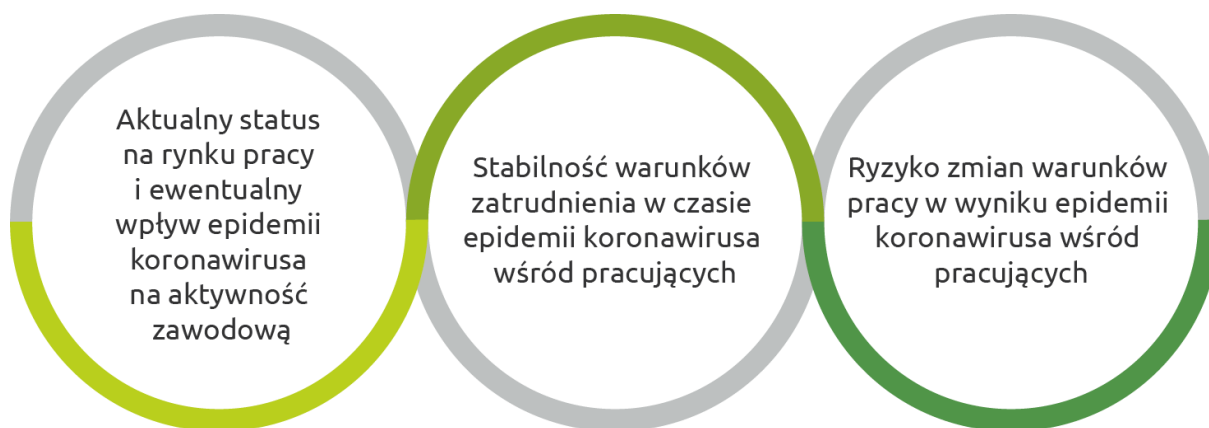 Aktualny status
na rynku pracy
i ewentualny
wpływ epidemii
koronawirusa
na aktywność
zawodową
Stabilność warunków
zatrudnienia w czasie
epidemii koronawirusa
wśród pracujących
Ryzyko zmian warunków
pracy w wyniku epidemii
koronawirusa wśród
pracujących